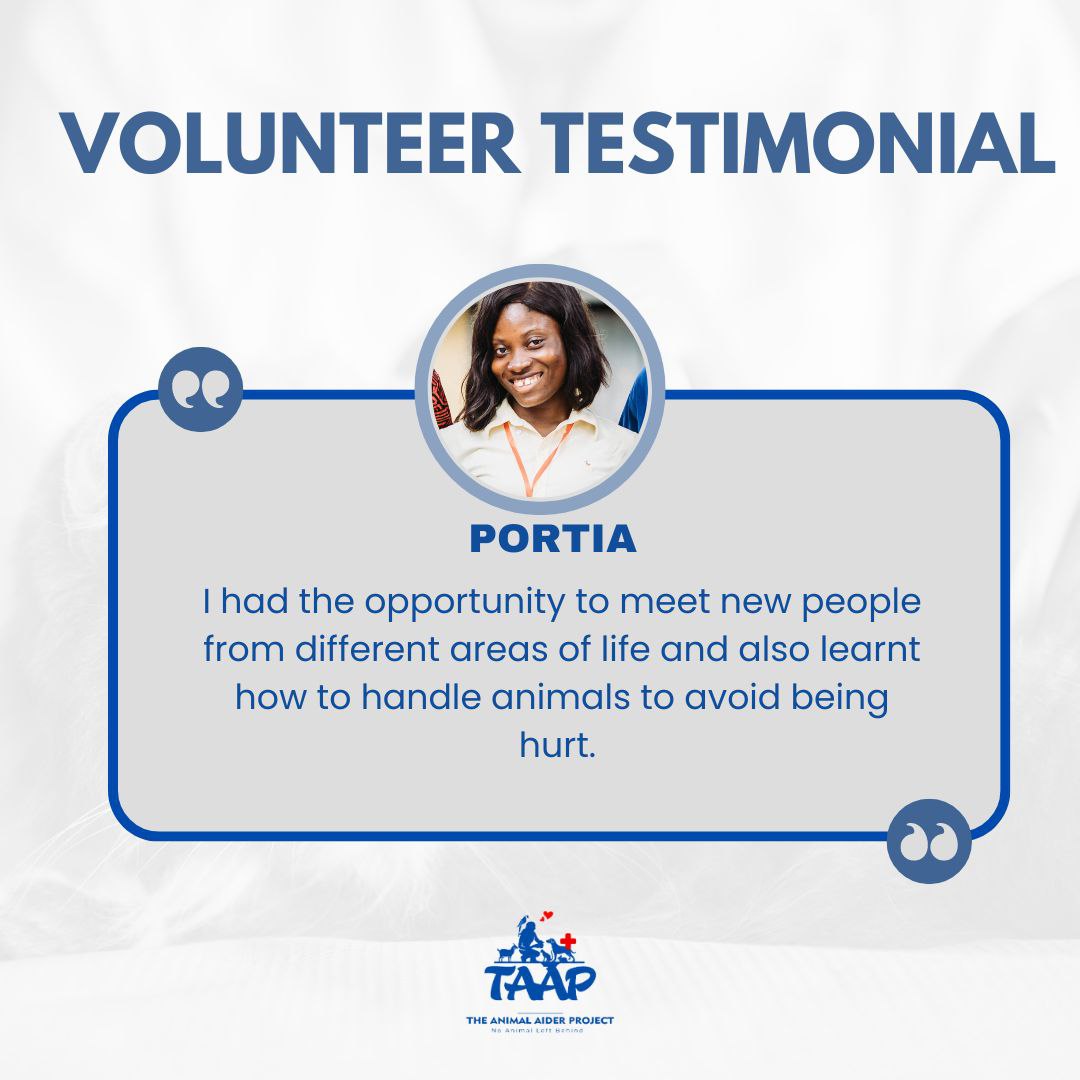 VOLUNTEER TESTIMONIAL
PORTIA
I had the opportunity to meet new people
from different areas of life and also learnt
how to handle animals to avoid being
hurt.
TAAP
THE ANIMAL AIDER PROJECT
No Animal Left Behind